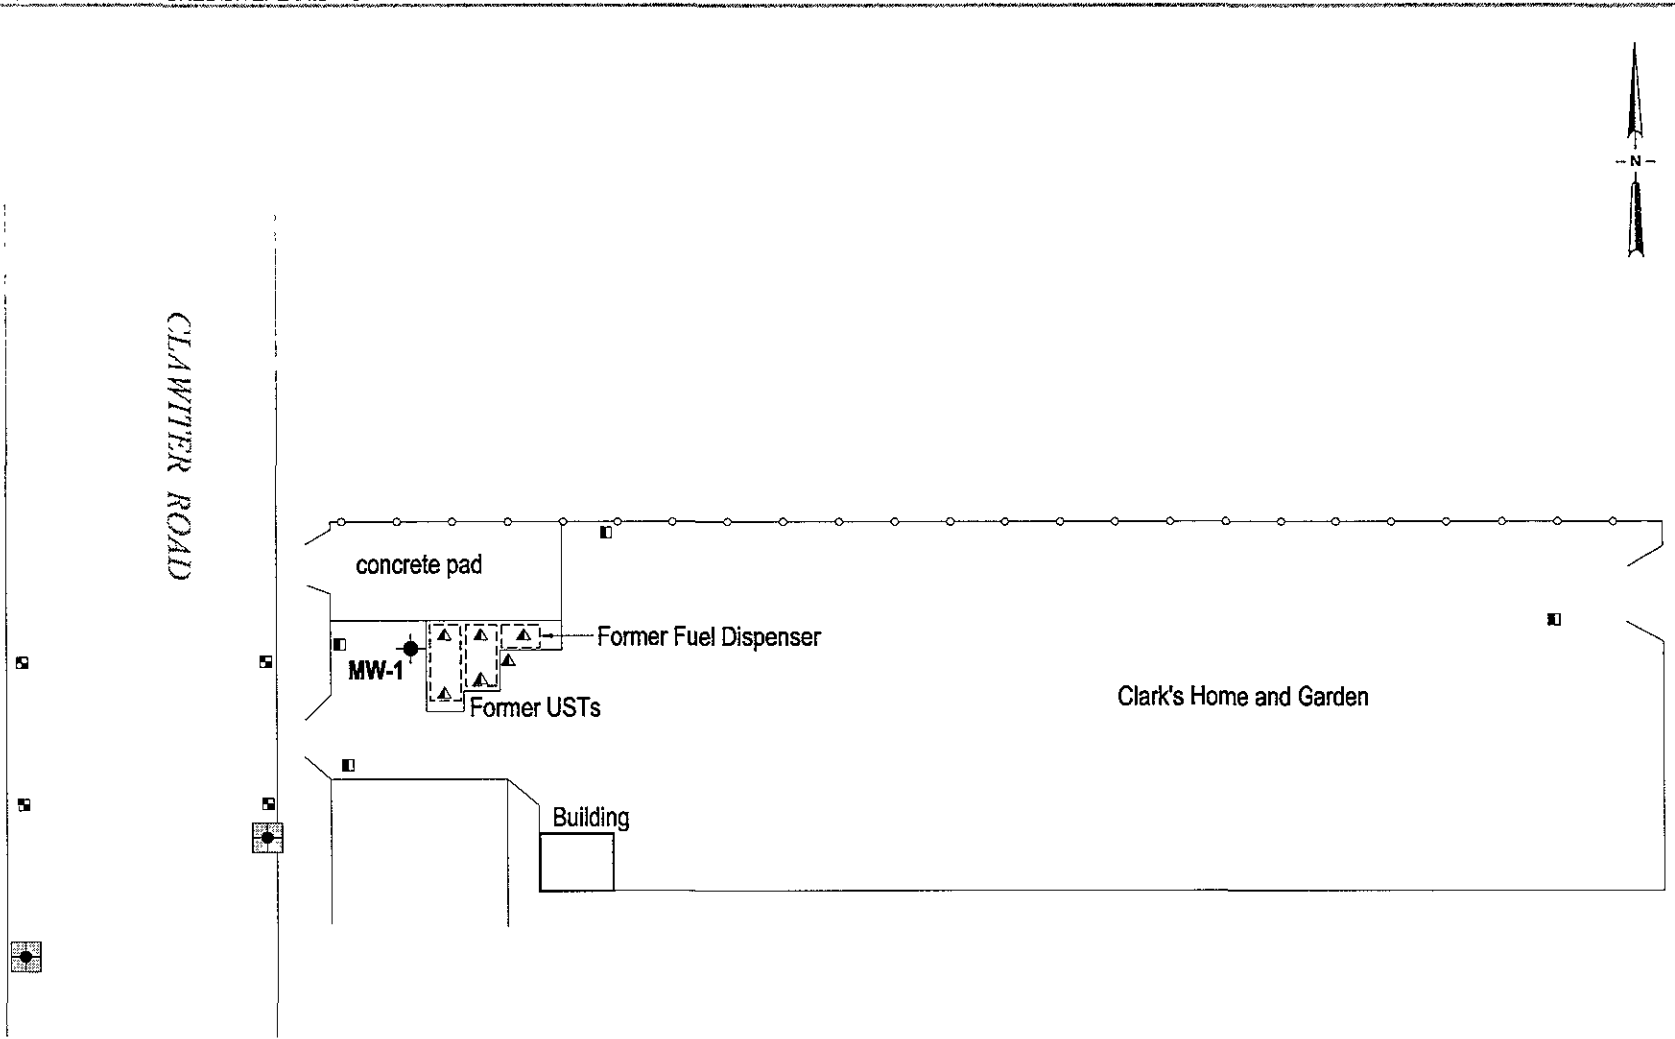 N
CLAWITER ROAD
concrete pad
Former Fuel Dispenser
MW-1
Former USTs
Clark's Home and Garden
Building